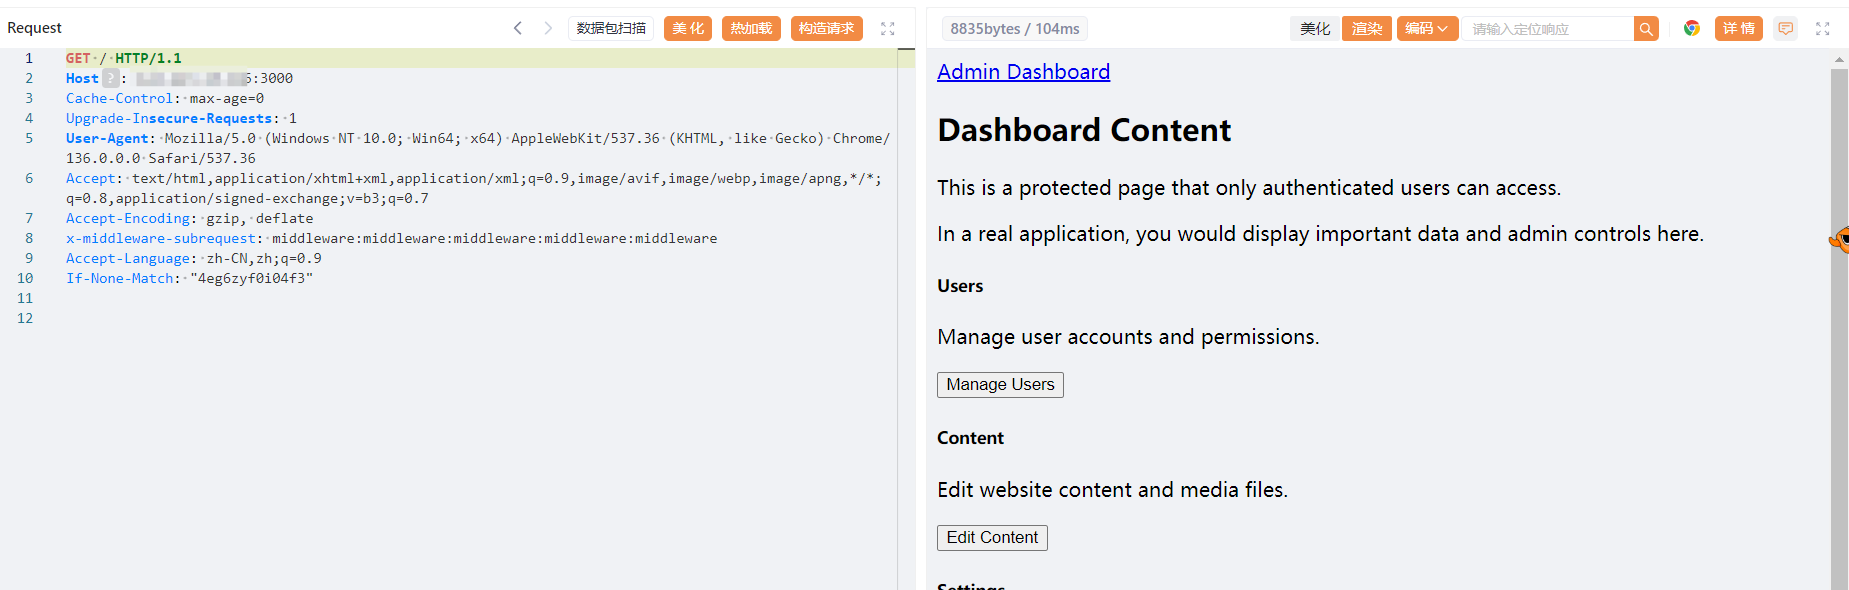 Request
数据包扫描
美化
热加载
构造请求
1 GET / HTTP/1.1
2 Host ? : 5:3000
3 Cache-Control: max-age=0
4 Upgrade-Insecure-Requests: 1
5 User-Agent: Mozilla/5.0 (Windows NT 10.0; Win64; x64) AppleWebKit/537.36 (KHTML, like Gecko) Chrome/
136.0.0.0 Safari/537.36
6 Accept: text/html,application/xhtml+xml,application/xml;q=0.9,image/avif,image/webp,image/apng,*/*;
q=0.8,application/signed-exchange;v=b3;q=0.7
7 Accept-Encoding: gzip, deflate
8 x-middleware-subrequest: middleware:middleware:middleware:middleware:middleware
9 Accept-Language: zh-CN,zh;q=0.9
10 If-None-Match: "4eg6zyf0i04f3"
11
12
8835bytes / 104ms
美化
渲染
编码
请输入定位响应
详情
Admin Dashboard
Dashboard Content
This is a protected page that only authenticated users can access.
In a real application, you would display important data and admin controls here.
Users
Manage user accounts and permissions.
Manage Users
Content
Edit website content and media files.
Edit Content
Settings